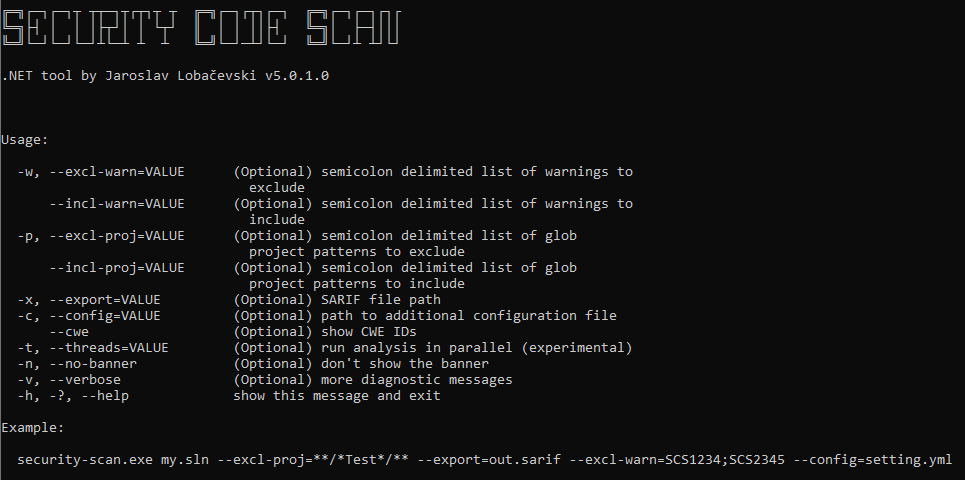 SECURITY CODE SCAN
.NET tool by Jaroslav Lobačevski v5.0.1.0
Usage:
-w, --excl-warn=VALUE (Optional) semicolon delimited list of warnings to
exclude
--incl-warn=VALUE (Optional) semicolon delimited list of warnings to
include
-p, --excl-proj=VALUE (Optional) semicolon delimited list of glob
project patterns to exclude
--incl-proj=VALUE (Optional) semicolon delimited list of glob
project patterns to include
-x, --export=VALUE (Optional) SARIF file path
-c, --config=VALUE (Optional) path to additional configuration file
--cwe (Optional) show CWE IDs
-t, --threads=VALUE (Optional) run analysis in parallel (experimental)
-n, --no-banner (Optional) don't show the banner
-v, --verbose (Optional) more diagnostic messages
-h, -?, --help show this message and exit
Example:
security-scan.exe my.sln --excl-proj=**/*Test*/** --export=out.sarif --excl-warn=SCS1234;SCS2345 --config=setting.yml